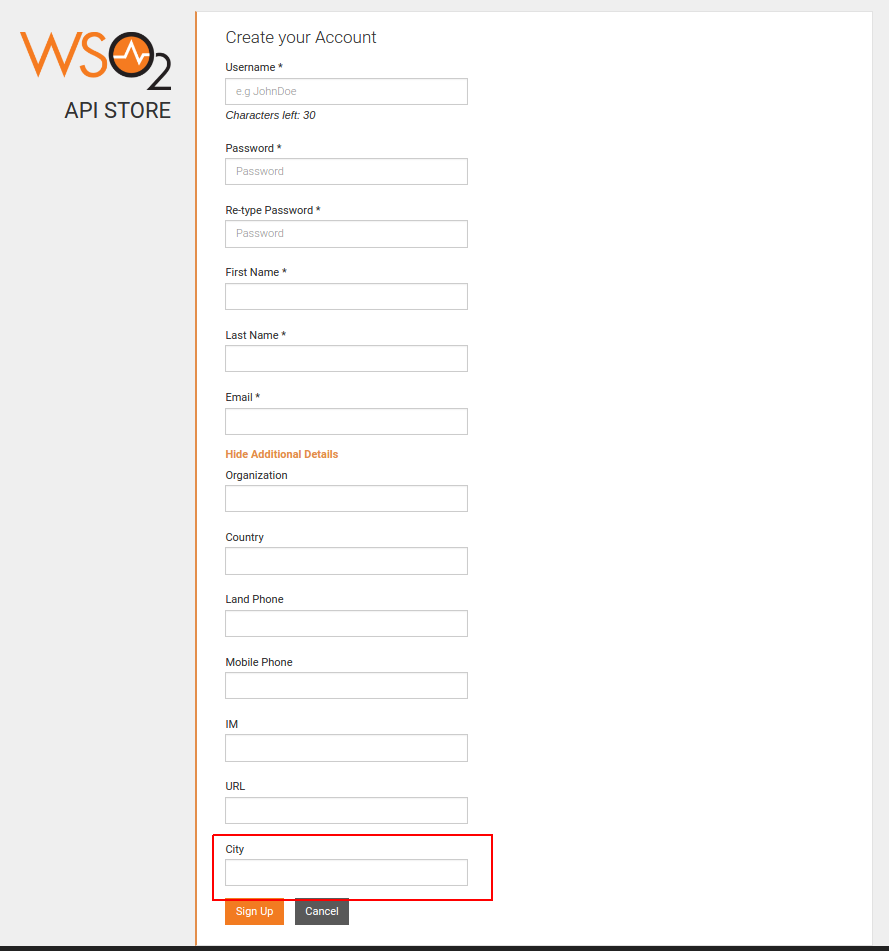 WSO2
API STORE
Create your Account
Username *
e.g JohnDoe
Characters left: 30
Password *
Password
Re-type Password *
Password
First Name *
Last Name *
Email *
Hide Additional Details
Organization
Country
Land Phone
Mobile Phone
IM
URL
City
Sign Up
Cancel